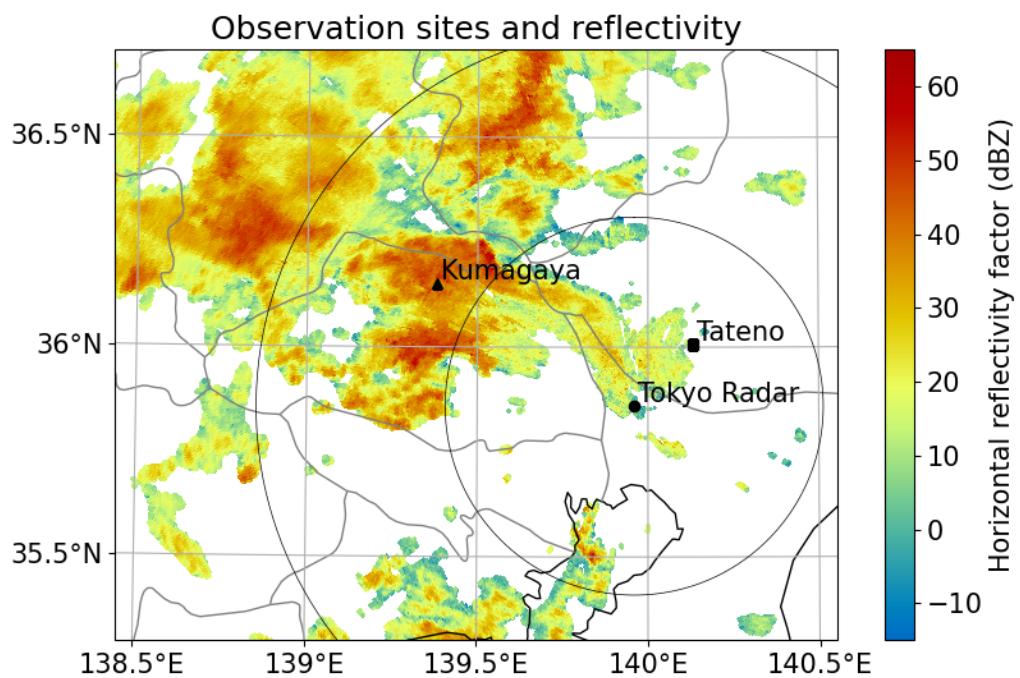 Observation sites and reflectivity
36.5°N
36°N
35.5°N
138.5°E
139°E
139.5°E
140°E
140.5°E
Kumagaya
Tateno
Tokyo Radar
60
50
40
30
20
10
0
−10
Horizontal reflectivity factor (dBZ)